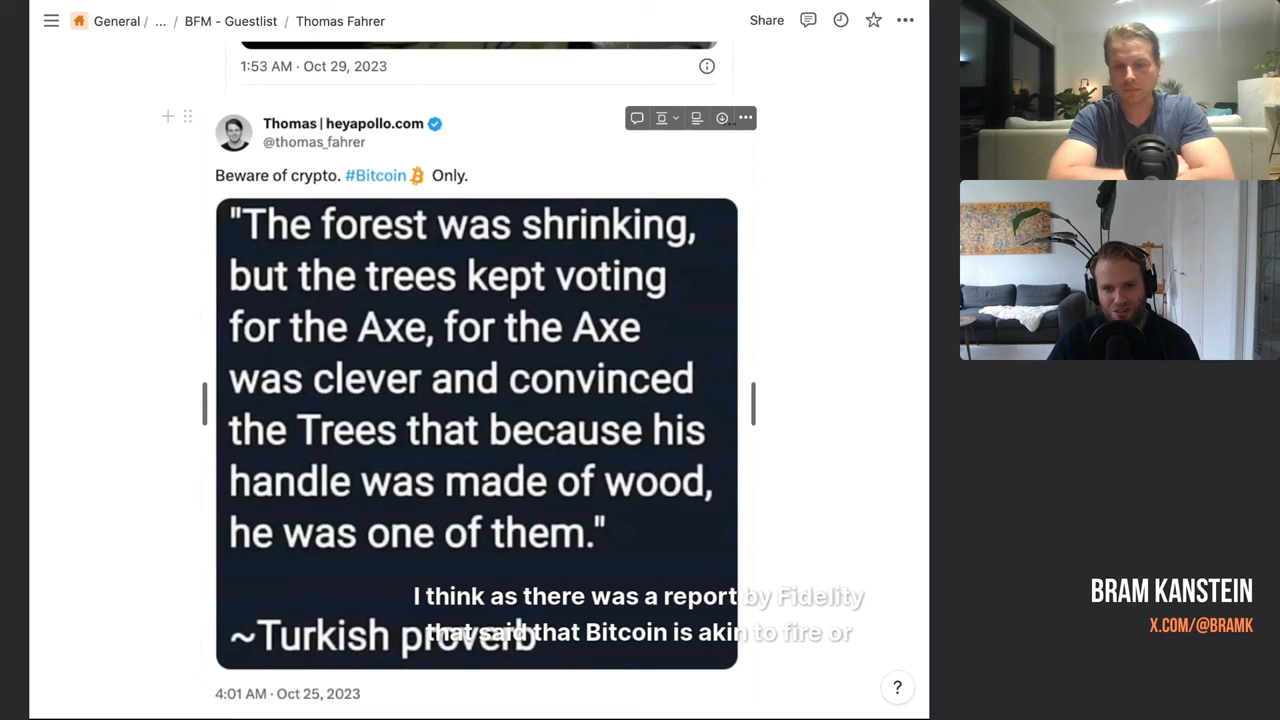 General / ... / BFM - Guestlist / Thomas Fahrer
Share
1:53 AM · Oct 29, 2023
Thomas | heyapollo.com
@thomas_fahrer
Beware of crypto. #Bitcoin Only.
"The forest was shrinking,
but the trees kept voting
for the Axe, for the Axe
was clever and convinced
the Trees that because his
handle was made of wood,
he was one of them."
~Turkish proverb
I think as there was a report by Fidelity
that said that Bitcoin is akin to fire or
4:01 AM · Oct 25, 2023
?
BRAM KANSTEIN
X.COM/@BRAMK